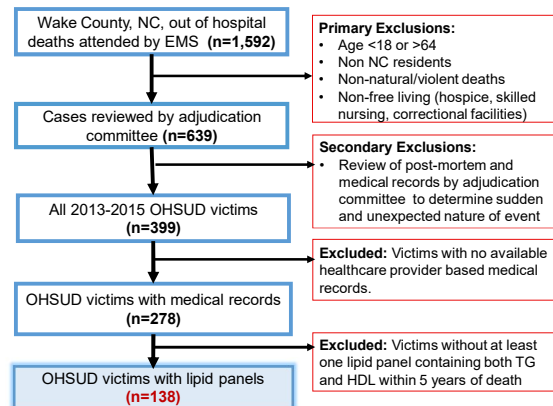 Wake County, NC, out of hospital
deaths attended by EMS (n=1,592)
Primary Exclusions:
• Age <18 or >64
• Non NC residents
• Non-natural/violent deaths
• Non-free living (hospice, skilled
nursing, correctional facilities)
Cases reviewed by adjudication
committee (n=639)
Secondary Exclusions:
• Review of post-mortem and
medical records by adjudication
committee to determine sudden
and unexpected nature of event
All 2013-2015 OHSUD victims
(n=399)
Excluded: Victims with no available
healthcare provider based medical
records.
OHSUD victims with medical records
(n=278)
Excluded: Victims without at least
one lipid panel containing both TG
and HDL within 5 years of death
OHSUD victims with lipid panels
(n=138)